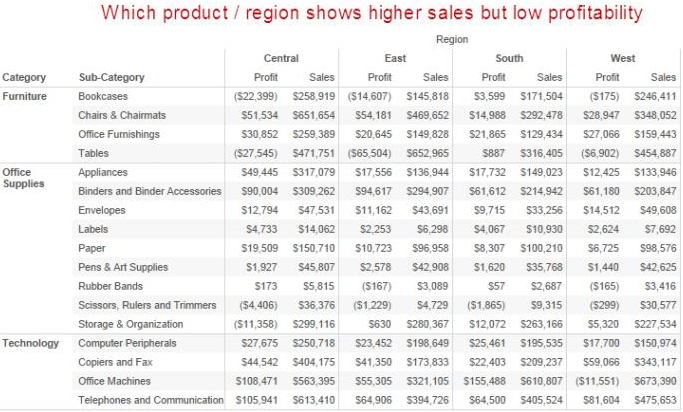 Which product / region shows higher sales but low profitability
Region
Central East South West
Category Sub-Category Profit Sales Profit Sales Profit Sales Profit Sales
Furniture Bookcases ($22,399) $258,919 ($14,607) $145,818 $3,599 $171,504 ($175) $246,411
Chairs & Chairmats $51,534 $651,654 $54,181 $469,652 $14,988 $292,478 $28,947 $348,052
Office Furnishings $30,852 $259,389 $20,645 $149,828 $21,865 $129,434 $27,066 $159,443
Tables ($27,545) $471,751 ($65,504) $652,965 $887 $316,405 ($6,902) $454,887
Office Supplies Appliances $49,445 $317,079 $17,556 $136,944 $17,732 $149,023 $12,425 $133,946
Binders and Binder Accessories $90,004 $309,262 $94,617 $294,907 $61,612 $214,942 $61,180 $203,847
Envelopes $12,794 $47,531 $11,162 $43,691 $9,715 $33,256 $14,512 $49,608
Labels $4,733 $14,062 $2,253 $6,298 $4,067 $10,930 $2,624 $7,692
Paper $19,509 $150,710 $10,723 $96,958 $8,307 $100,210 $6,725 $98,576
Pens & Art Supplies $1,927 $45,807 $2,578 $42,908 $1,620 $35,768 $1,440 $42,625
Rubber Bands $173 $5,815 ($167) $3,089 $57 $2,687 ($165) $3,416
Scissors, Rulers and Trimmers ($4,406) $36,376 ($1,229) $4,729 ($1,865) $9,315 ($299) $30,577
Storage & Organization ($11,358) $299,116 $630 $280,367 $12,072 $263,166 $5,320 $227,534
Technology Computer Peripherals $27,675 $250,718 $23,452 $198,649 $25,461 $195,535 $17,700 $150,974
Copiers and Fax $44,542 $404,175 $41,350 $173,833 $22,403 $209,237 $59,066 $343,117
Office Machines $108,471 $563,395 $55,305 $321,105 $155,488 $610,807 ($11,551) $673,390
Telephones and Communication $105,941 $613,410 $64,906 $394,726 $64,500 $405,524 $81,604 $475,653